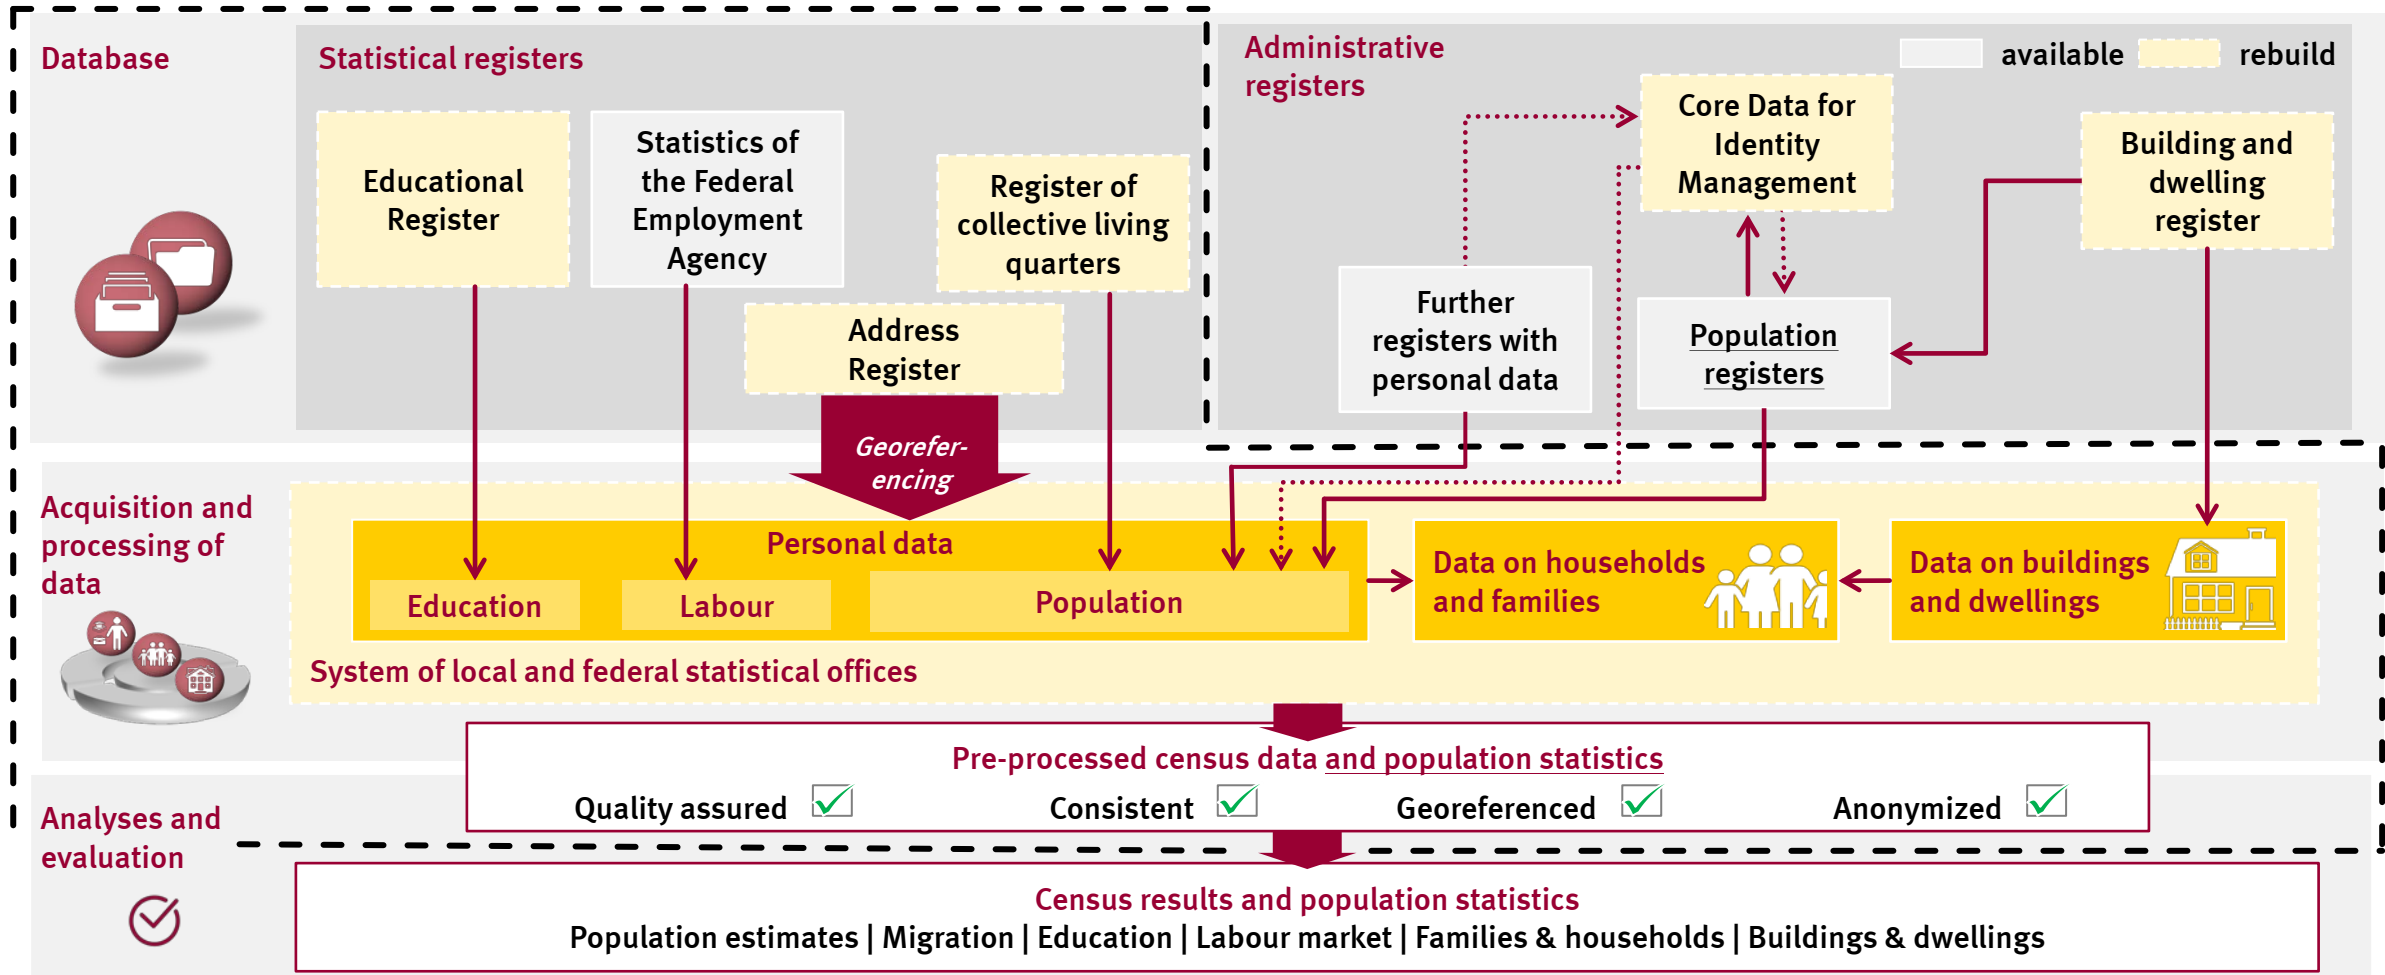 Database
Statistical registers
Administrative
registers
available
rebuild
Educational
Register
Statistics of
the Federal
Employment
Agency
Register of
collective living
quarters
Address
Register
Core Data for
Identity
Management
Building and
dwelling
register
Further
registers with
personal data
Population
registers
Georefer-
encing
Acquisition and
processing of
data
Personal data
Education
Labour
Population
Data on households
and families
Data on buildings
and dwellings
System of local and federal statistical offices
Pre-processed census data and population statistics
Quality assured
Consistent
Georeferenced
Anonymized
Analyses and
evaluation
Census results and population statistics
Population estimates | Migration | Education | Labour market | Families & households | Buildings & dwellings